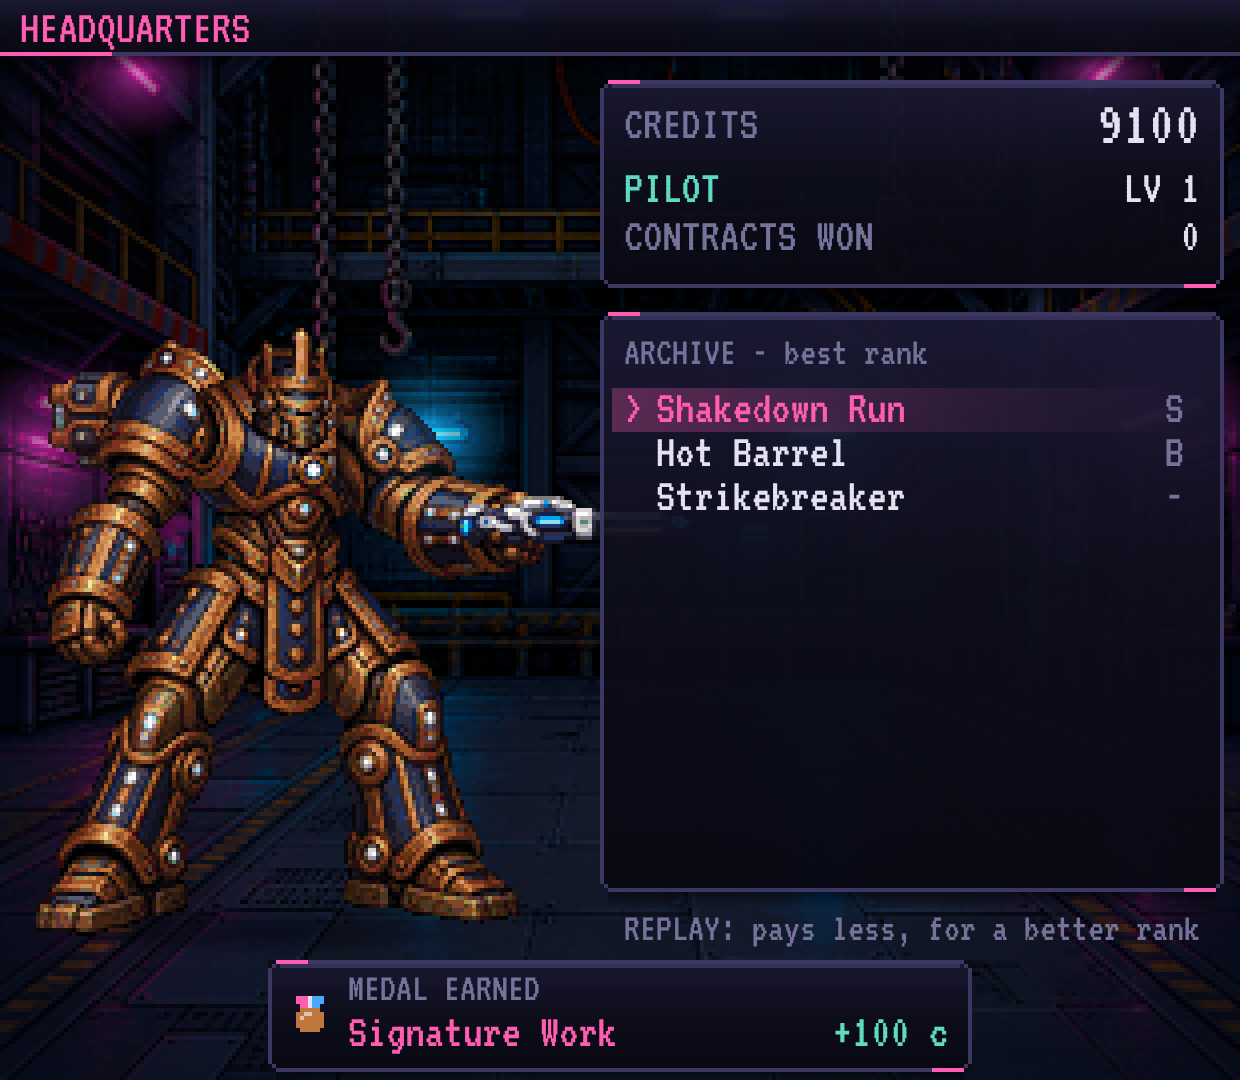 HEADQUARTERS
CREDITS 9100
PILOT LV 1
CONTRACTS WON 0
ARCHIVE - best rank
> Shakedown Run S
Hot Barrel B
Strikebreaker -
REPLAY: pays less, for a better rank
MEDAL EARNED
Signature Work +100 c